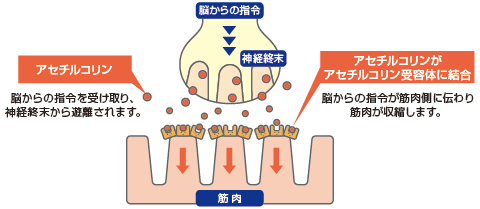 脳からの指令
神経終末
アセチルコリン
脳からの指令を受け取り、
神経終末から遊離されます。
アセチルコリンが
アセチルコリン受容体に結合
脳からの指令が筋肉側に伝わり
筋肉が収縮します。
筋肉